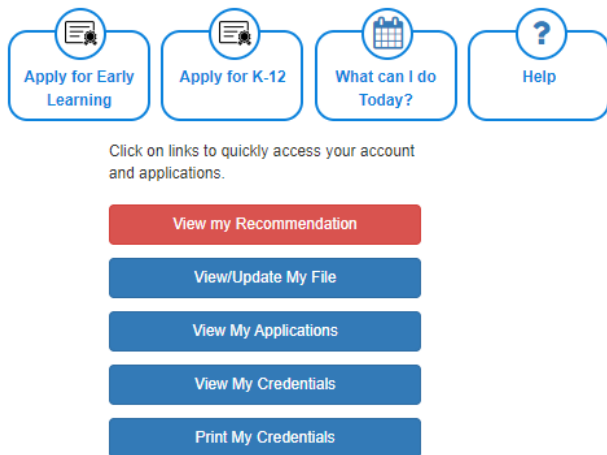 Apply for Early
Learning
Apply for K-12
What can I do
Today?
?
Help
Click on links to quickly access your account
and applications.
View my Recommendation
View/Update My File
View My Applications
View My Credentials
Print My Credentials